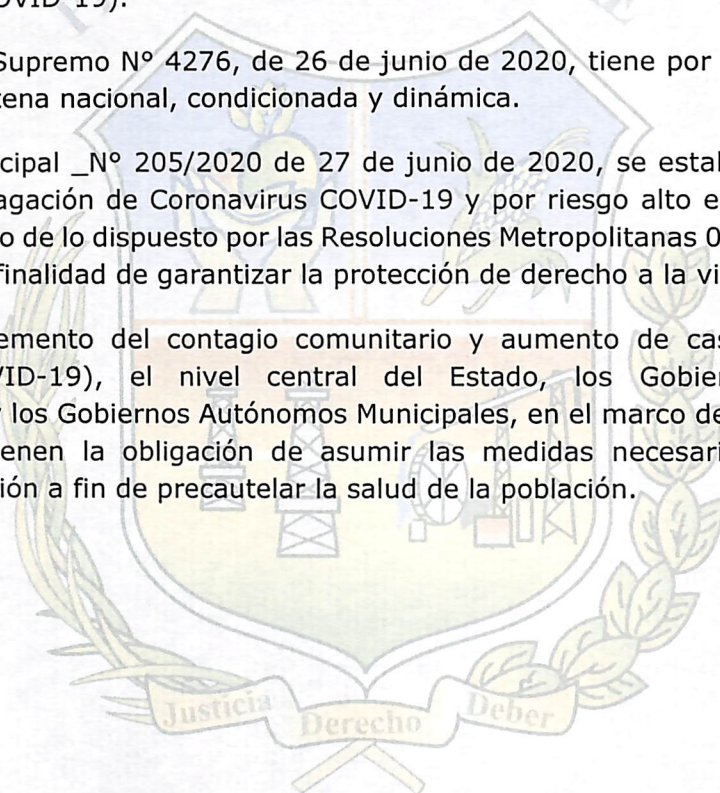 OVID-19).
Supremo Nº 4276, de 26 de junio de 2020, tiene por
tena nacional, condicionada y dinámica.
cipal _Nº 205/2020 de 27 de junio de 2020, se estal
agación de Coronavirus COVID-19 y por riesgo alto e
o de lo dispuesto por las Resoluciones Metropolitanas 0
finalidad de garantizar la protección de derecho a la vi
emento del contagio comunitario y aumento de cas
VID-19), el nivel central del Estado, los Gobier
y los Gobiernos Autónomos Municipales, en el marco de
ienen la obligación de asumir las medidas necesari
ión a fin de precautelar la salud de la población.
Justicia
Derecho
Deber